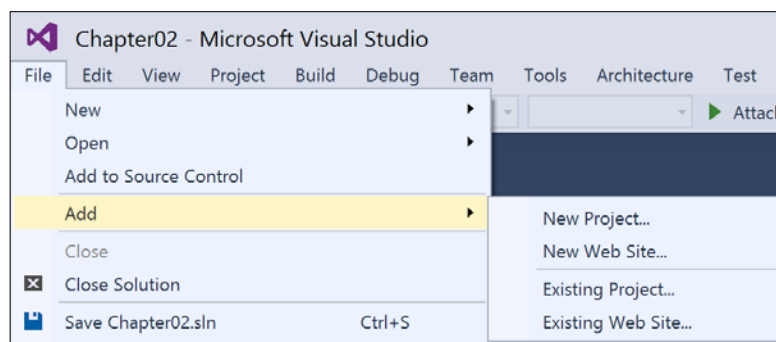 Chapter02 - Microsoft Visual Studio
File Edit View Project Build Debug Team Tools Architecture Test
New
Attach
Open
Add to Source Control
Add
New Project...
Close
New Web Site...
Close Solution
Existing Project...
Save Chapter02.sln Ctrl+S
Existing Web Site...